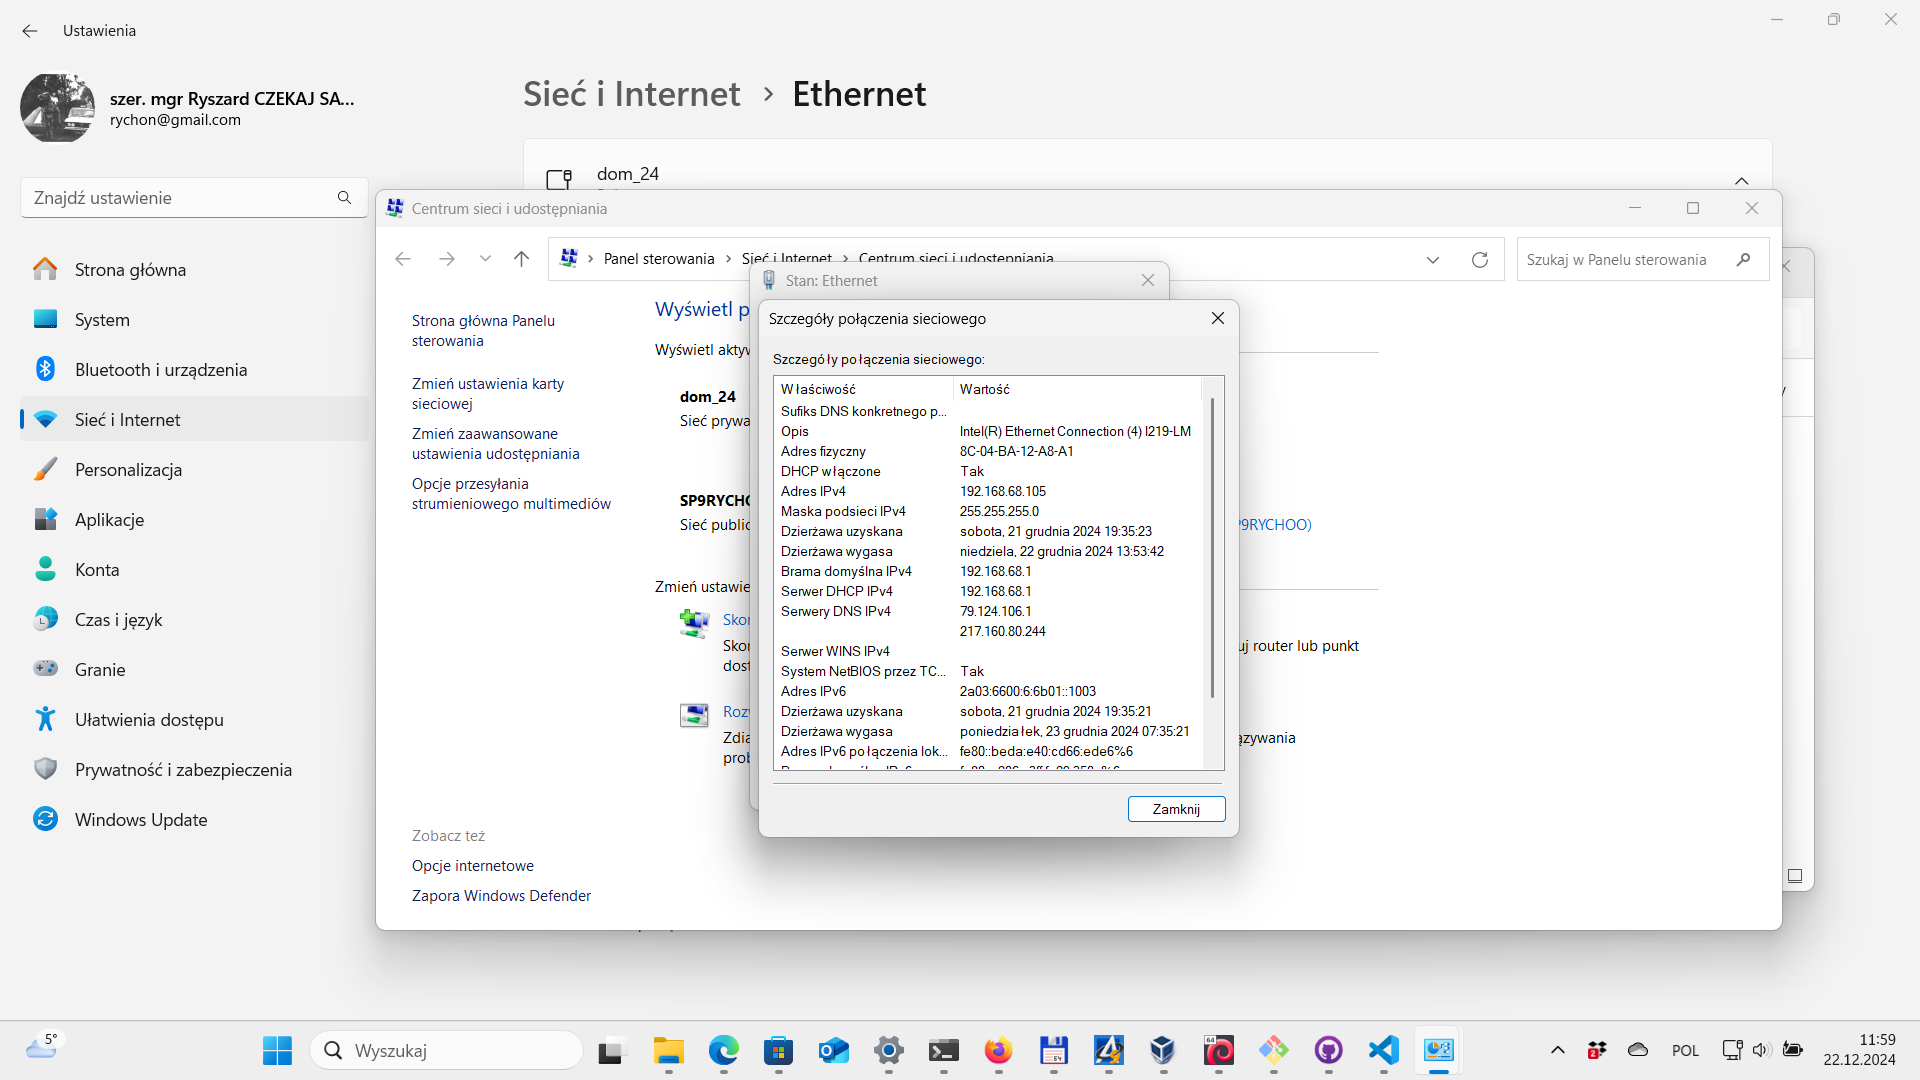 Ustawienia
szer. mgr Ryszard CZEKAJ SA...
rychon@gmail.com
Znajdź ustawienie
Strona główna
System
Bluetooth i urządzenia
Sieć i Internet
Personalizacja
Aplikacje
Konta
Czas i język
Granie
Ułatwienia dostępu
Prywatność i zabezpieczenia
Windows Update
Sieć i Internet > Ethernet
dom_24
Centrum sieci i udostępniania
Panel sterowania > Sieć i Internet > Centrum sieci i udostępniania
Szukaj w Panelu sterowania
Strona główna Panelu
sterowania
Zmień ustawienia karty
sieciowej
Zmień zaawansowane
ustawienia udostępniania
Opcje przesyłania
strumieniowego multimediów
Zobacz też
Opcje internetowe
Zapora Windows Defender
Wyświetl p
Wyświetl aktyw
dom_24
Sieć prywa
SP9RYCHO
Sieć public
P9RYCHOO)
Zmień ustawie
Skon
Skon
uj router lub punkt
dost
Rozw
Zdia
ązywania
prob
Stan: Ethernet
Szczegóły połączenia sieciowego
Szczegóły połączenia sieciowego:
Właściwość Wartość
Sufiks DNS konkretnego p...
Opis Intel(R) Ethernet Connection (4) I219-LM
Adres fizyczny 8C-04-BA-12-A8-A1
DHCP włączone Tak
Adres IPv4 192.168.68.105
Maska podsieci IPv4 255.255.255.0
Dzierżawa uzyskana sobota, 21 grudnia 2024 19:35:23
Dzierżawa wygasa niedziela, 22 grudnia 2024 13:53:42
Brama domyślna IPv4 192.168.68.1
Serwer DHCP IPv4 192.168.68.1
Serwery DNS IPv4 79.124.106.1
217.160.80.244
Serwer WINS IPv4
System NetBIOS przez TC... Tak
Adres IPv6 2a03:6600:6:6b01::1003
Dzierżawa uzyskana sobota, 21 grudnia 2024 19:35:21
Dzierżawa wygasa poniedziałek, 23 grudnia 2024 07:35:21
Adres IPv6 połączenia lok... fe80::beda:e40:cd66:ede6%6
Zamknij
5°
Wyszukaj
64
64
2
POL
11:59
22.12.2024